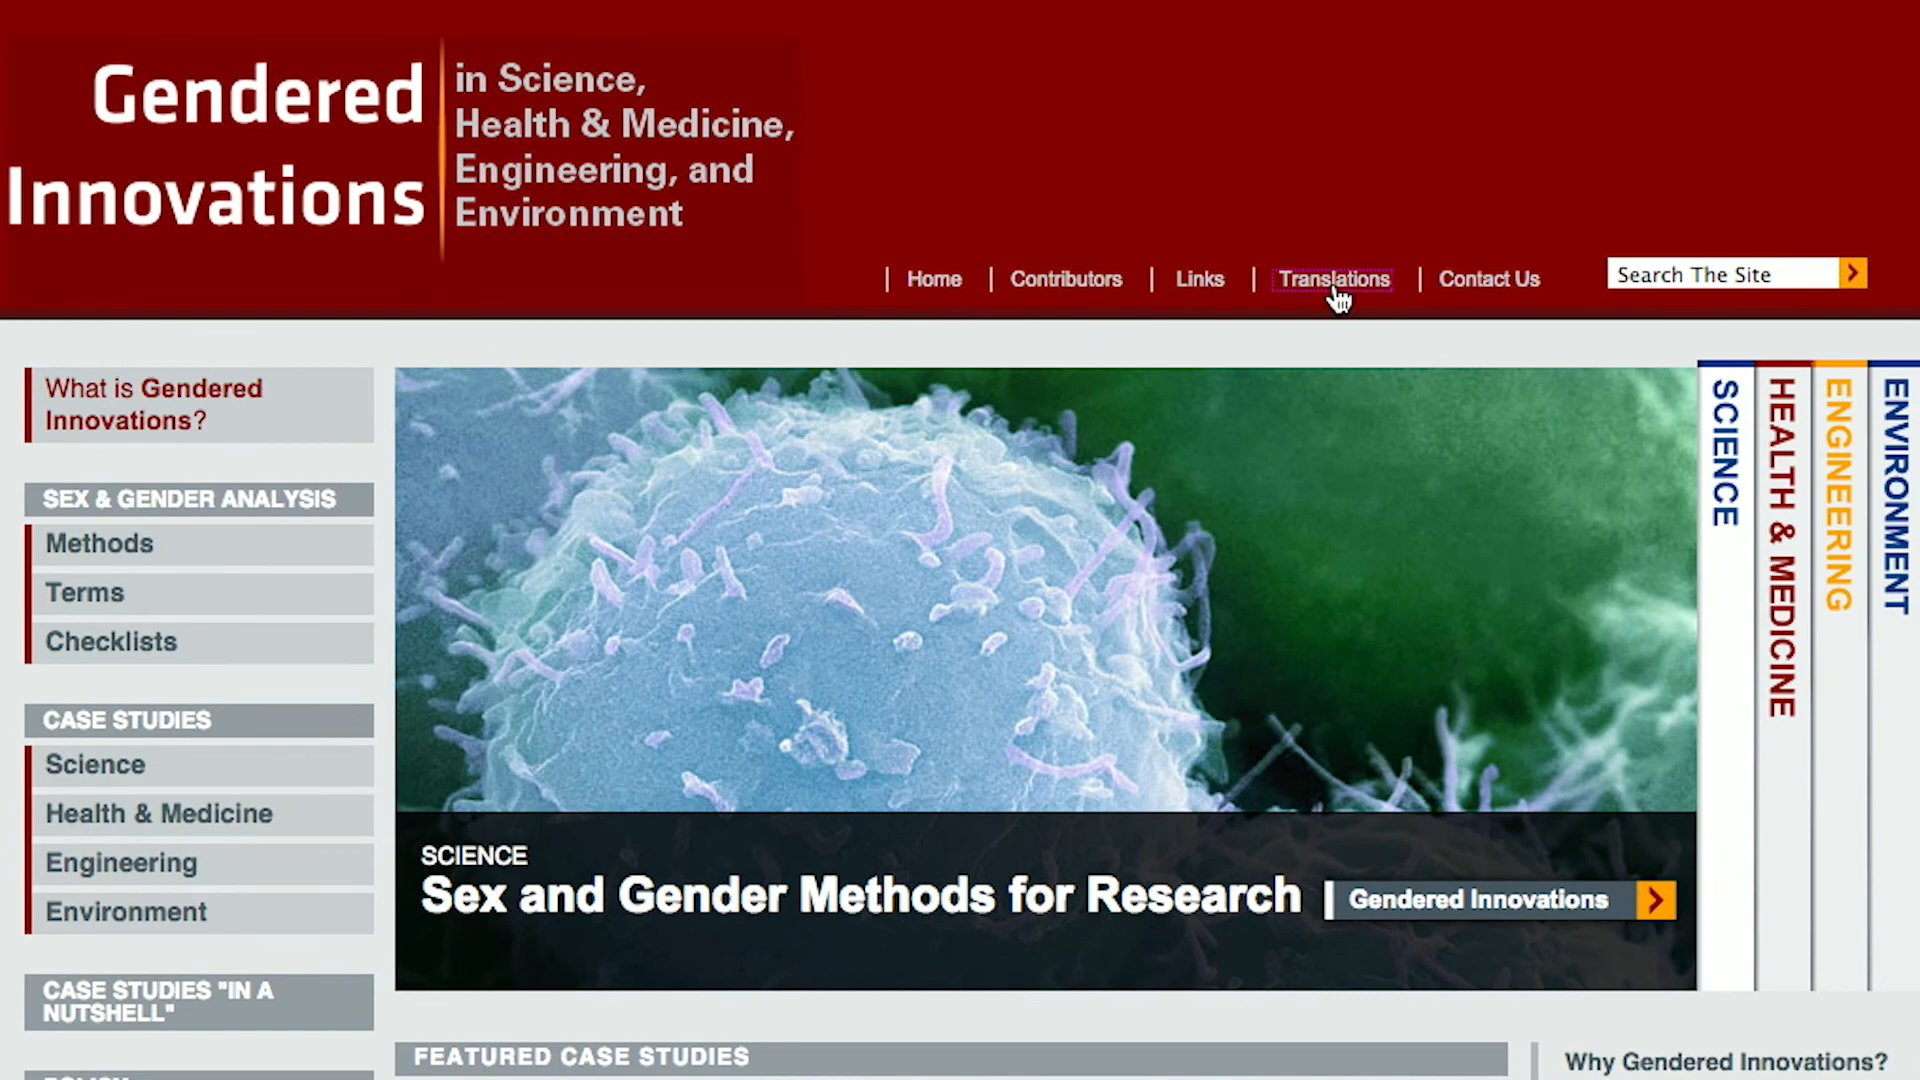 Gendered
Innovations
in Science,
Health & Medicine,
Engineering, and
Environment
Home
Contributors
Links
Translations
Contact Us
Search The Site
What is Gendered
Innovations?
SEX & GENDER ANALYSIS
Methods
Terms
Checklists
CASE STUDIES
Science
Health & Medicine
Engineering
Environment
CASE STUDIES "IN A
NUTSHELL"
POLICY
SCIENCE
Sex and Gender Methods for Research
Gendered Innovations
SCIENCE
HEALTH & MEDICINE
ENGINEERING
ENVIRONMENT
FEATURED CASE STUDIES
Why Gendered Innovations?